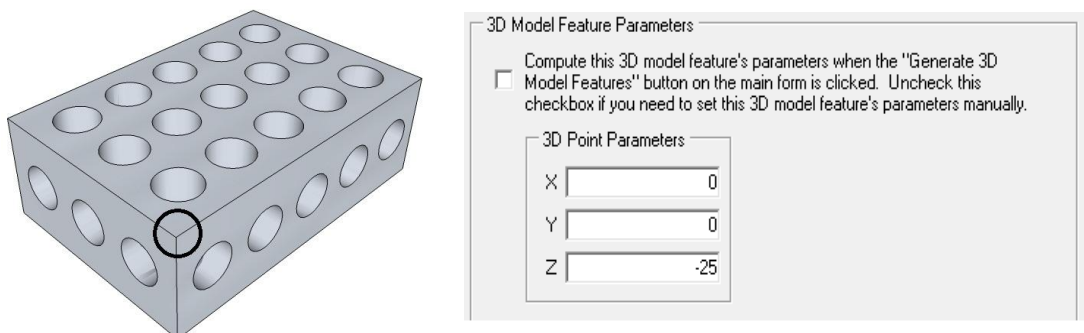 3D Model Feature Parameters
Compute this 3D model feature's parameters when the "Generate 3D
Model Features" button on the main form is clicked. Uncheck this
checkbox if you need to set this 3D model feature's parameters manually.
3D Point Parameters
X 0
Y 0
Z -25